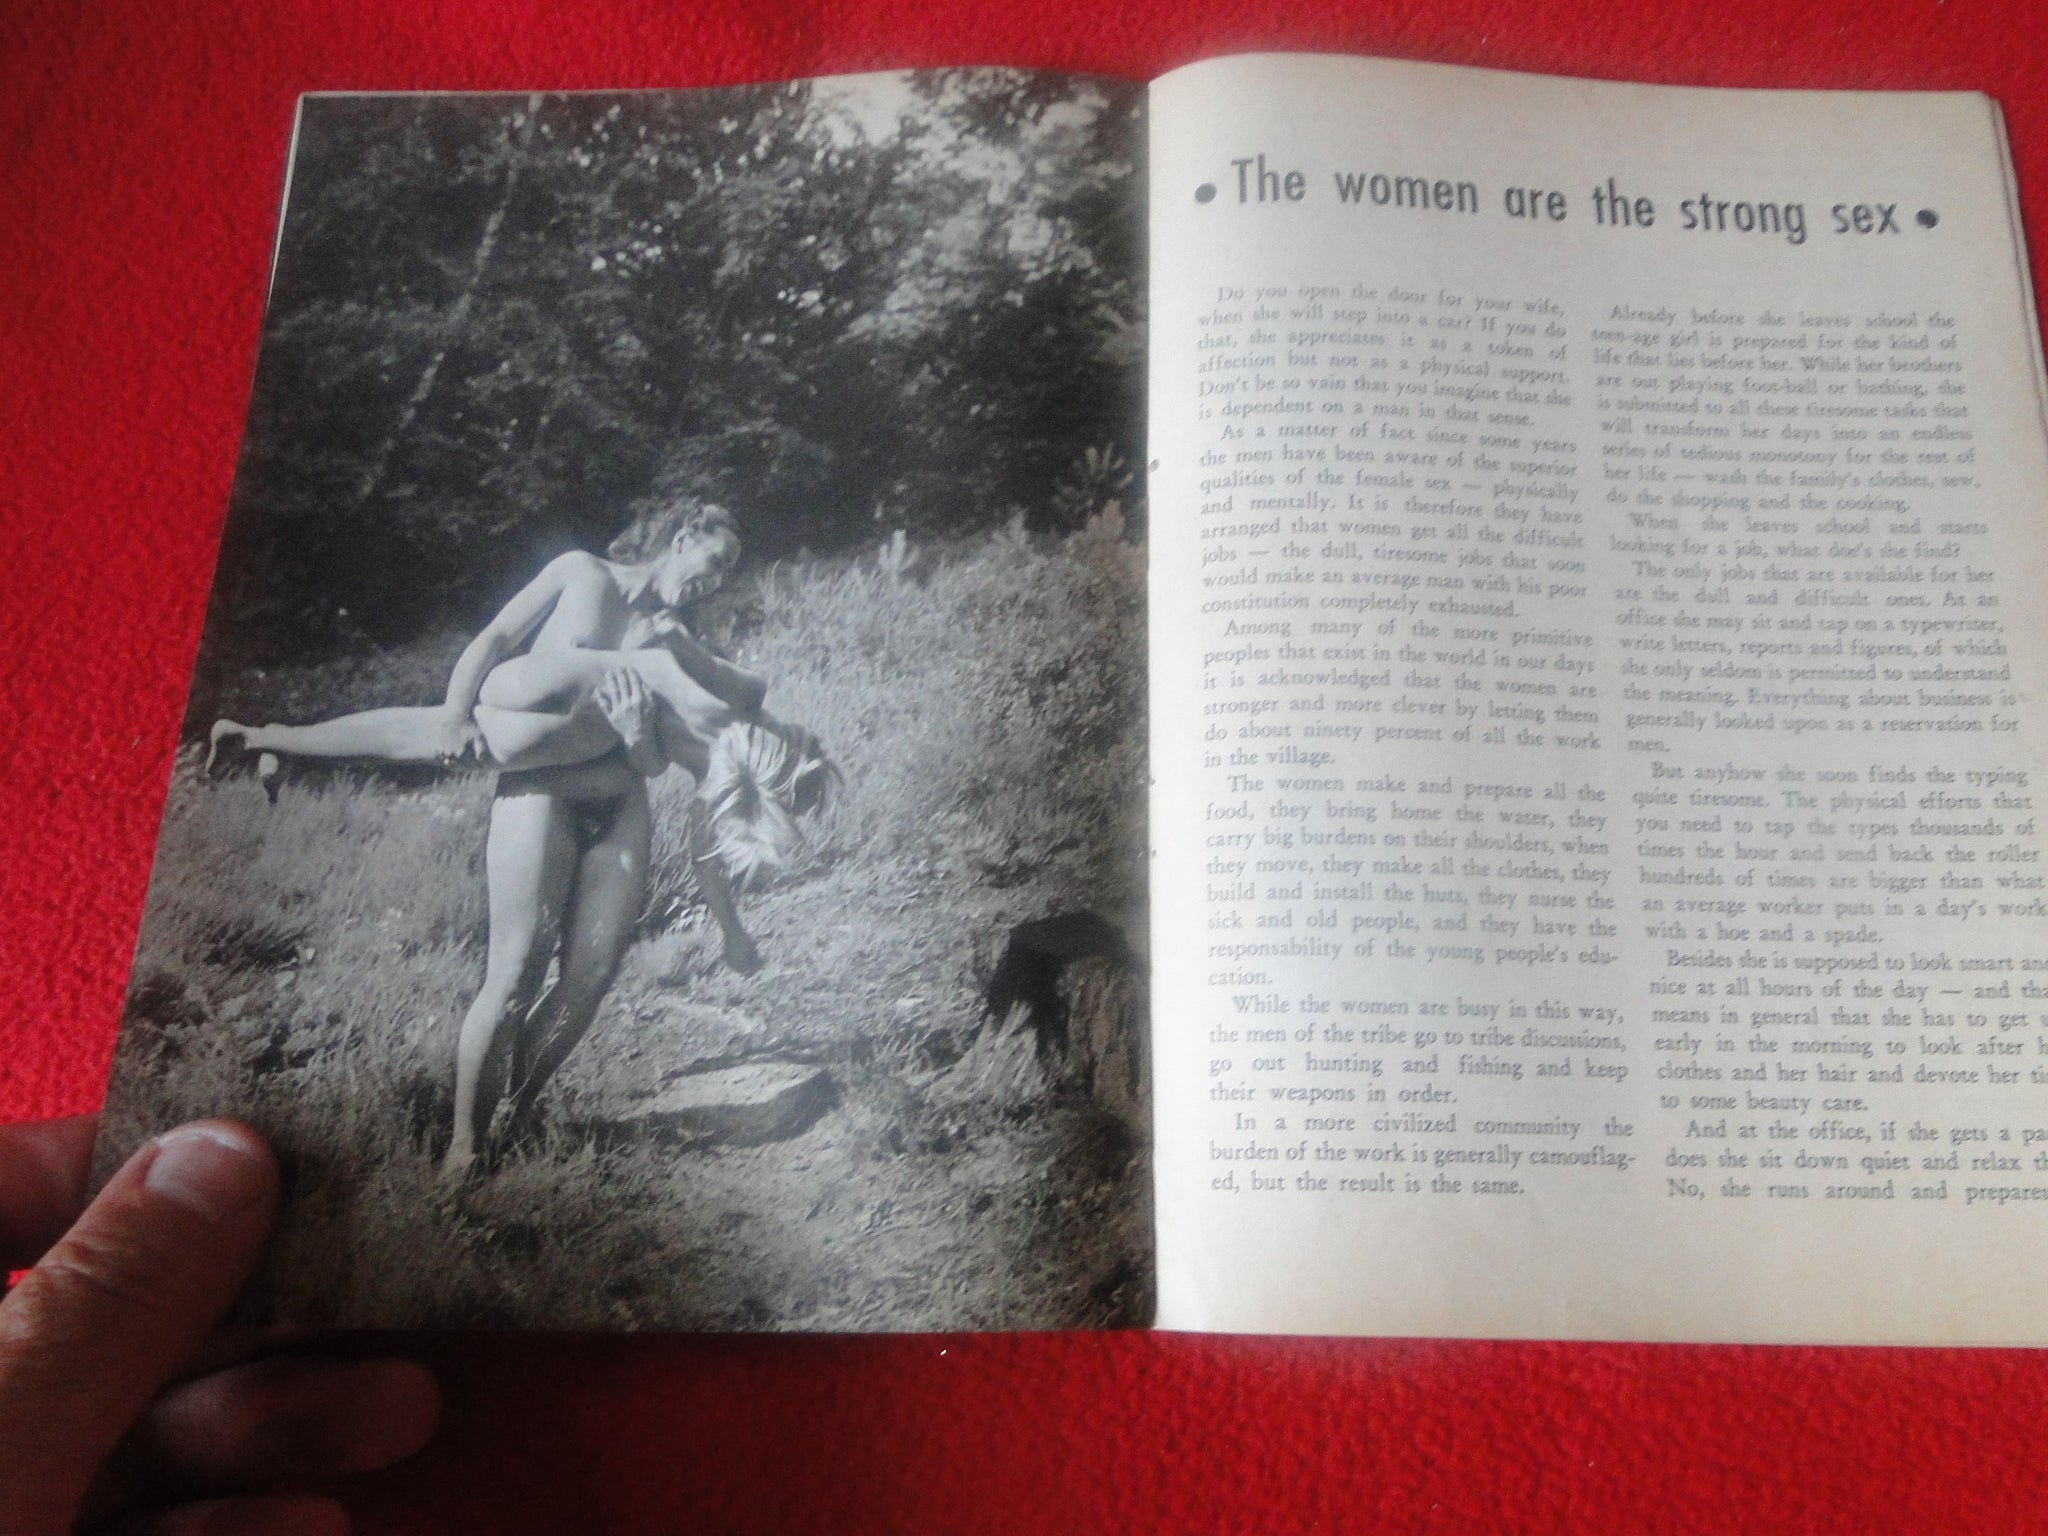 • The women are the strong sex •
Do you open the door for your wife,
when she will step into a car? If you do
that, she appreciates it as a token of
affection but not as a physical support.
Don't be so vain that you imagine that she
is dependent on a man in that sense.
As a matter of fact since some years
the men have been aware of the superior
qualities of the female sex — physically
and mentally. It is therefore they have
arranged that women get all the difficult
jobs — the dull, tiresome jobs that soon
would make an average man with his poor
constitution completely exhausted.
Among many of the more primitive
peoples that exist in the world in our days
it is acknowledged that the women are
stronger and more clever by letting them
do about ninety percent of all the work
in the village.
The women make and prepare all the
food, they bring home the water, they
carry big burdens on their shoulders, when
they move, they make all the clothes, they
build and install the huts, they nurse the
sick and old people, and they have the
responsability of the young people's edu-
cation.
While the women are busy in this way,
the men of the tribe go to tribe discussions,
go out hunting and fishing and keep
their weapons in order.
In a more civilized community the
burden of the work is generally camouflag-
ed, but the result is the same.
Already before she leaves school the
teen-age girl is prepared for the kind of
life that lies before her. While her brothers
are out playing foot-ball or bathing, she
is submitted to all these tiresome tasks that
will transform her days into an endless
series of tedious monotony for the rest of
her life — wash the family's clothes, sew,
do the shopping and the cooking.
When she leaves school and starts
looking for a job, what doe's she find?
The only jobs that are available for her
are the dull and difficult ones. As an
office she may sit and tap on a typewriter,
write letters, reports and figures, of which
she only seldom is permitted to understand
the meaning. Everything about business is
generally looked upon as a reservation for
men.
But anyhow she soon finds the typing
quite tiresome. The physical efforts that
you need to tap the types thousands of
times the hour and send back the roller
hundreds of times are bigger than what
an average worker puts in a day's work
with a hoe and a spade.
Besides she is supposed to look smart and
nice at all hours of the day — and
means in general that she has to get
early in the morning to look after
clothes and her hair and devote her
to some beauty care.
And at the office, if she gets a
does she sit down quiet and relax
No, she runs around and